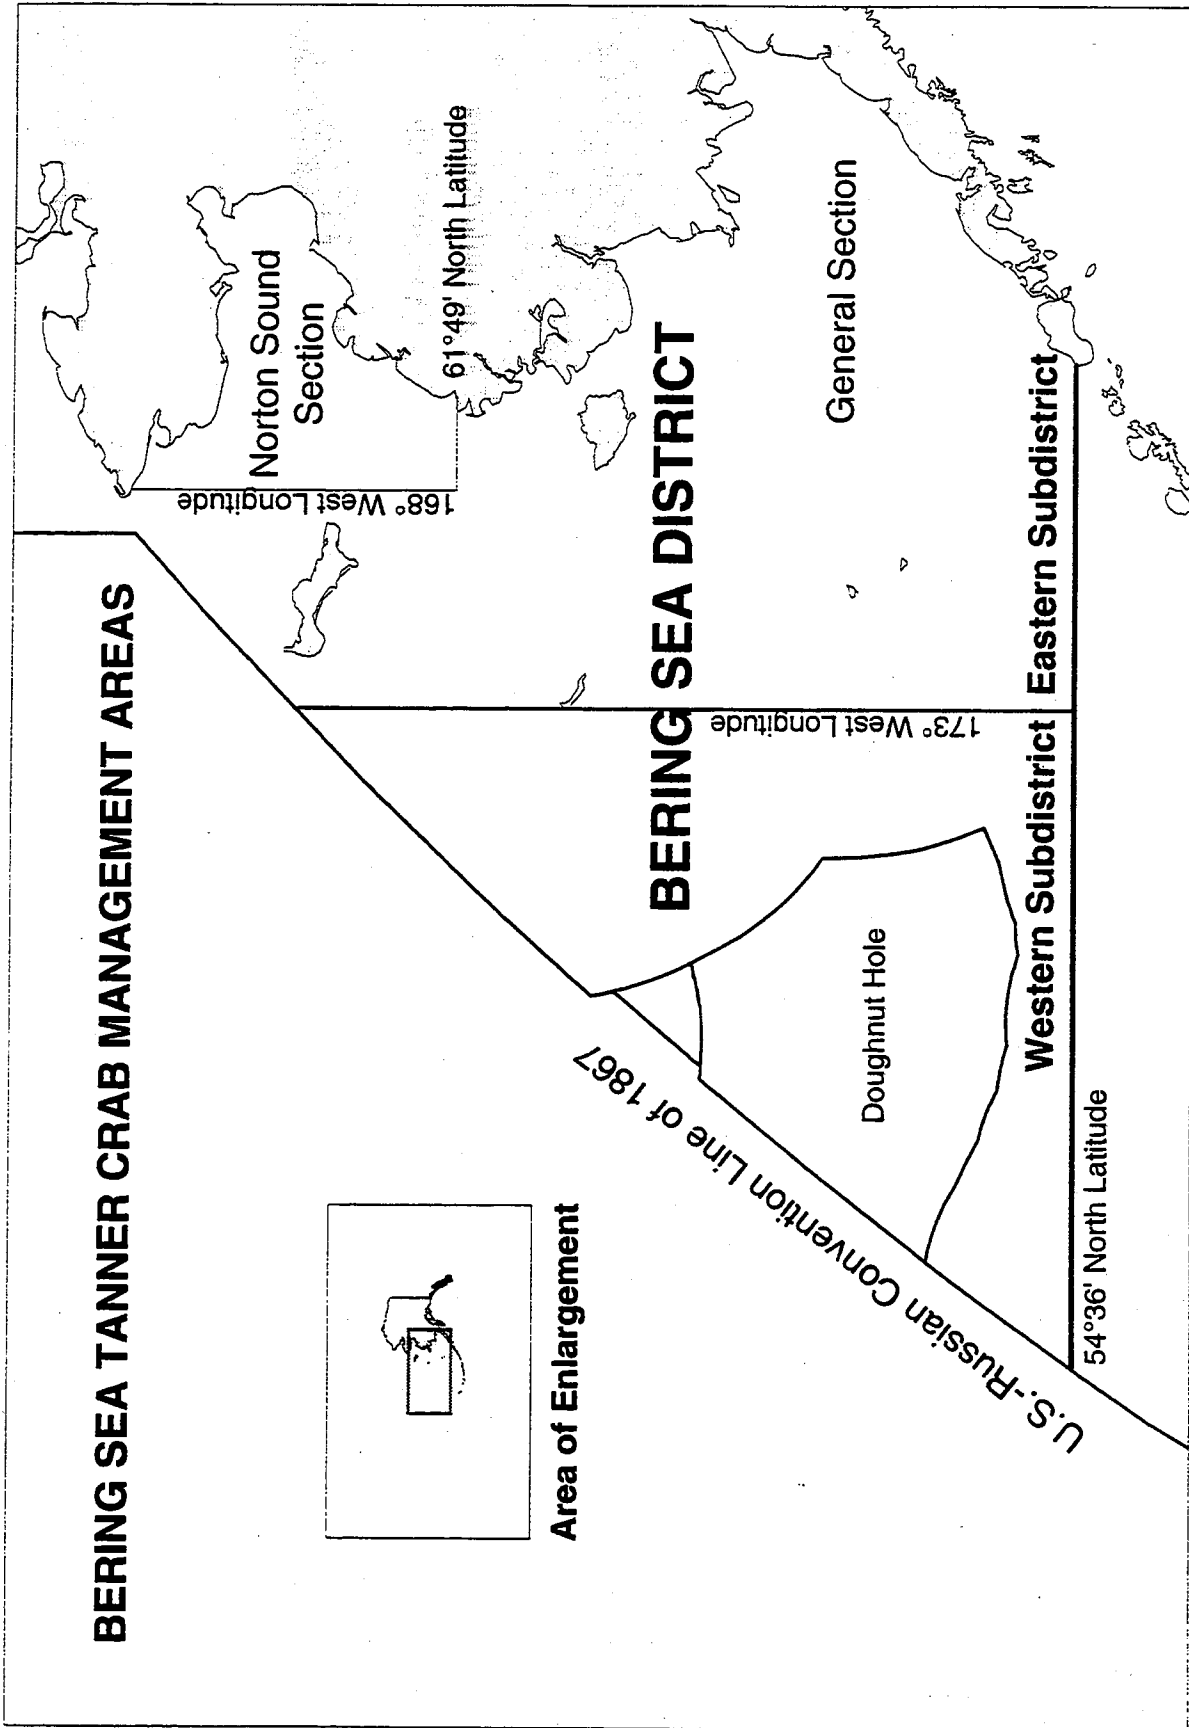 BERING SEA TANNER CRAB MANAGEMENT AREAS
Norton Sound
Section
168° West Longitude
61°49' North Latitude
Area of Enlargement
U.S.-Russian Convention Line of 1867
BERING SEA DISTRICT
173° West Longitude
General Section
Doughnut Hole
Western Subdistrict
Eastern Subdistrict
54°36' North Latitude